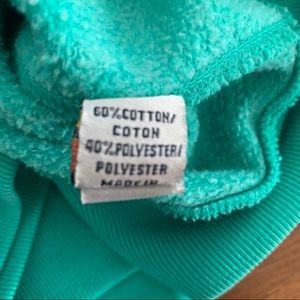 60%COTTON/
COTON
40%POLYESTER/
POLYESTER
MADE IN